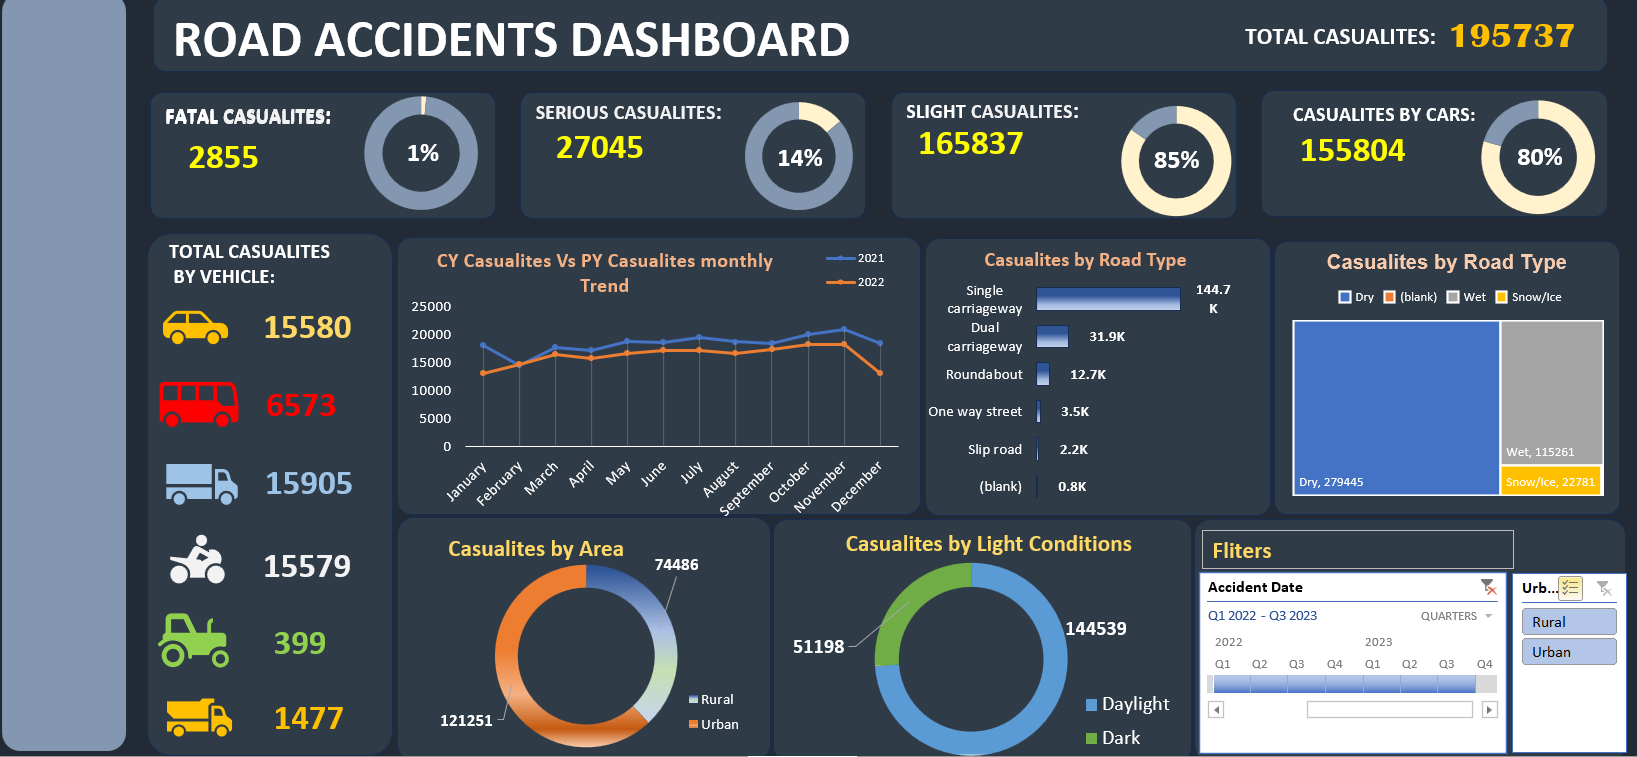 ROAD ACCIDENTS DASHBOARD
TOTAL CASUALITES: 195737
FATAL CASUALITES:
2855
1%
SERIOUS CASUALITES:
27045
14%
SLIGHT CASUALITES:
165837
85%
CASUALITES BY CARS:
155804
80%
TOTAL CASUALITES
BY VEHICLE:
15580
6573
15905
15579
399
1477
CY Casualites Vs PY Casualites monthly
Trend
2021
2022
25000
20000
15000
10000
5000
0
January
February
March
April
May
June
July
August
September
October
November
December
Casualites by Road Type
Single
carriageway
144.7
K
Dual
carriageway
31.9K
Roundabout
12.7K
One way street
3.5K
Slip road
2.2K
(blank)
0.8K
Casualites by Road Type
Dry
(blank)
Wet
Snow/Ice
Dry, 279445
Wet, 115261
Snow/Ice, 22781
Casualites by Area
74486
121251
Rural
Urban
Casualites by Light Conditions
51198
144539
Daylight
Dark
Fliters
Accident Date
Q1 2022 - Q3 2023
QUARTERS
2022
2023
Q1 Q2 Q3 Q4 Q1 Q2 Q3 Q4
Urb...
Rural
Urban